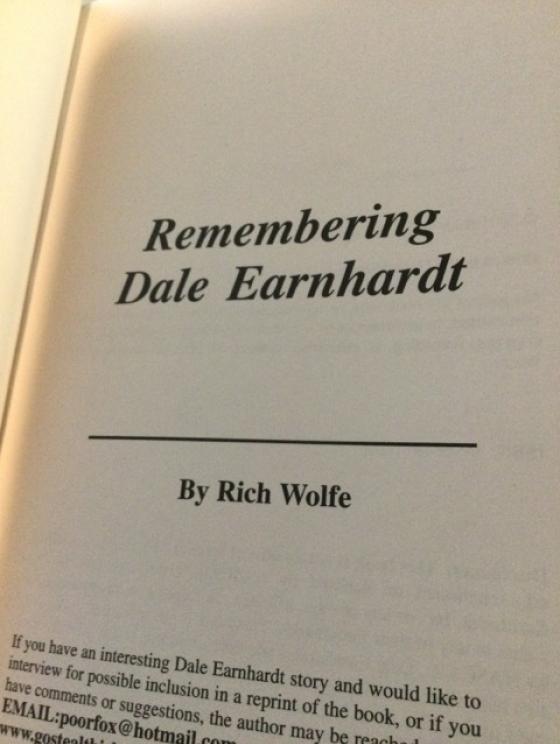 Remembering
Dale Earnhardt
By Rich Wolfe
If you have an interesting Dale Earnhardt story and would like to
interview for possible inclusion in a reprint of the book, or if you
have comments or suggestions, the author may be reached
EMAIL:poorfox@hotmail.com